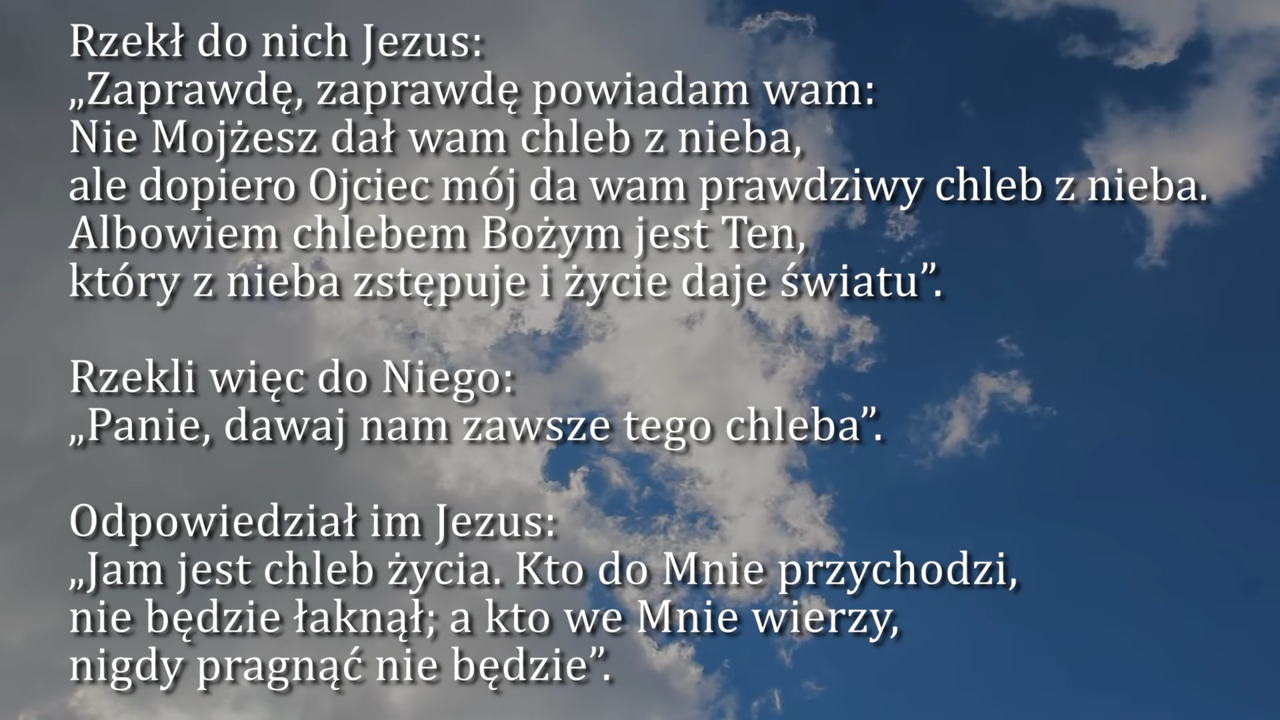 Rzekł do nich Jezus:
„Zaprawdę, zaprawdę powiadam wam:
Nie Mojżesz dał wam chleb z nieba,
ale dopiero Ojciec mój da wam prawdziwy chleb z nieba.
Albowiem chlebem Bożym jest Ten,
który z nieba zstępuje i życie daje światu”.
Rzekli więc do Niego:
„Panie, dawaj nam zawsze tego chleba”.
Odpowiedział im Jezus:
„Jam jest chleb życia. Kto do Mnie przychodzi,
nie będzie łaknął; a kto we Mnie wierzy,
nigdy pragnąć nie będzie”.